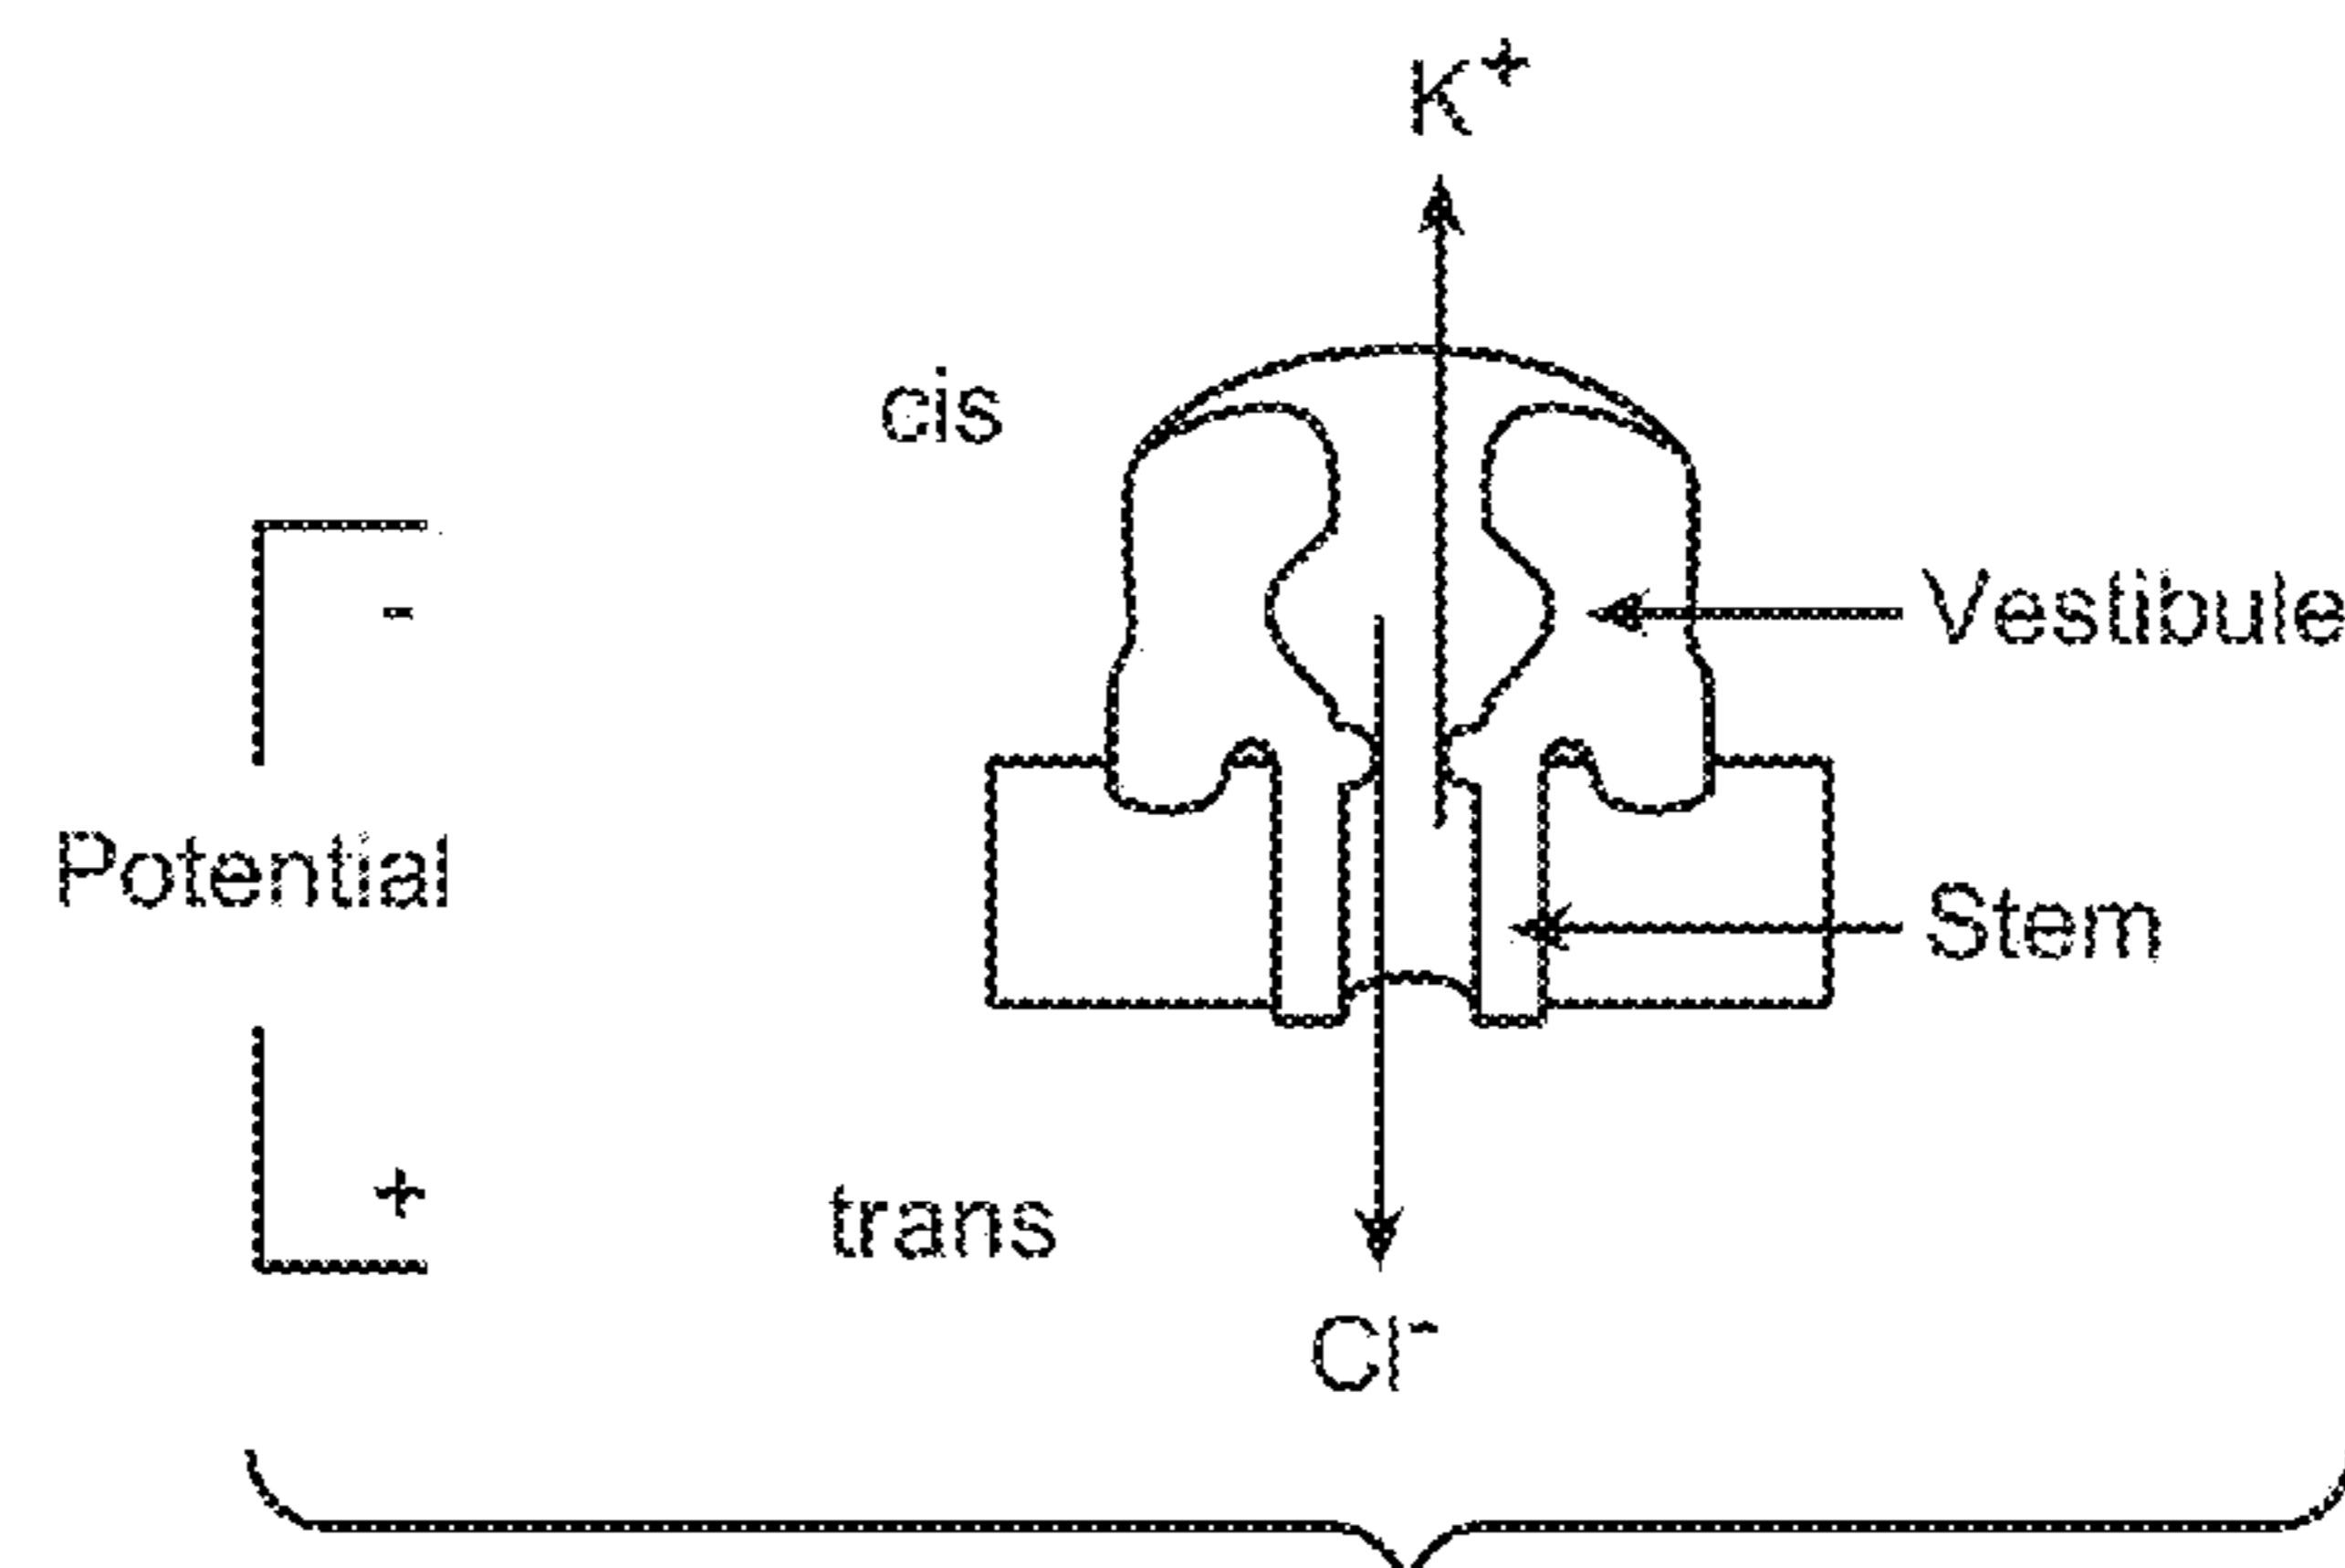 K⁺
cis
-
Vestibule
Potential
Stem
+
trans
Cl⁻